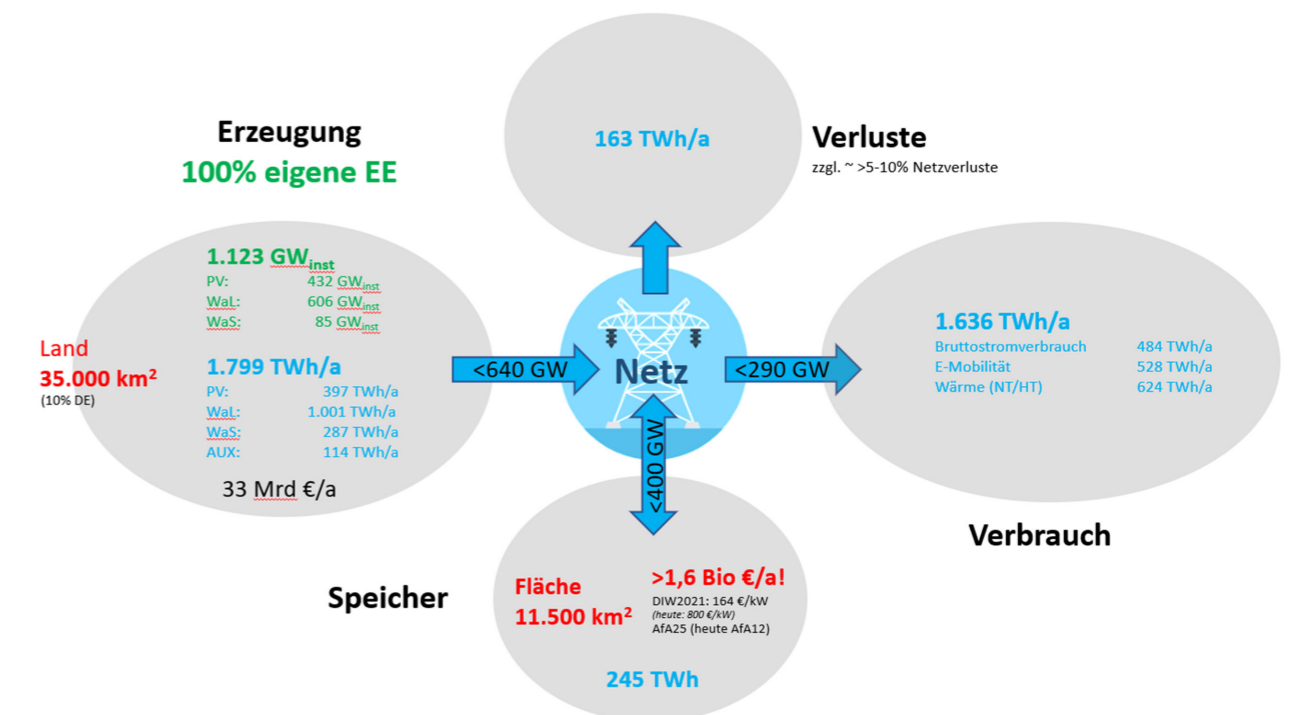 Erzeugung
100% eigene EE
1.123 GWinst
PV: 432 GWinst
WaL: 606 GWinst
WaS: 85 GWinst
Land
35.000 km²
(10% DE)
1.799 TWh/a
PV: 397 TWh/a
WaL: 1.001 TWh/a
WaS: 287 TWh/a
AUX: 114 TWh/a
33 Mrd €/a
163 TWh/a
Verluste
zzgl. ~ >5-10% Netzverluste
<640 GW
Netz
<290 GW
<400 GW
1.636 TWh/a
Bruttostromverbrauch 484 TWh/a
E-Mobilität 528 TWh/a
Wärme (NT/HT) 624 TWh/a
Verbrauch
Speicher
Fläche
11.500 km²
>1,6 Bio €/a!
DIW2021: 164 €/kW
(heute: 800 €/kW)
AfA25 (heute AfA12)
245 TWh